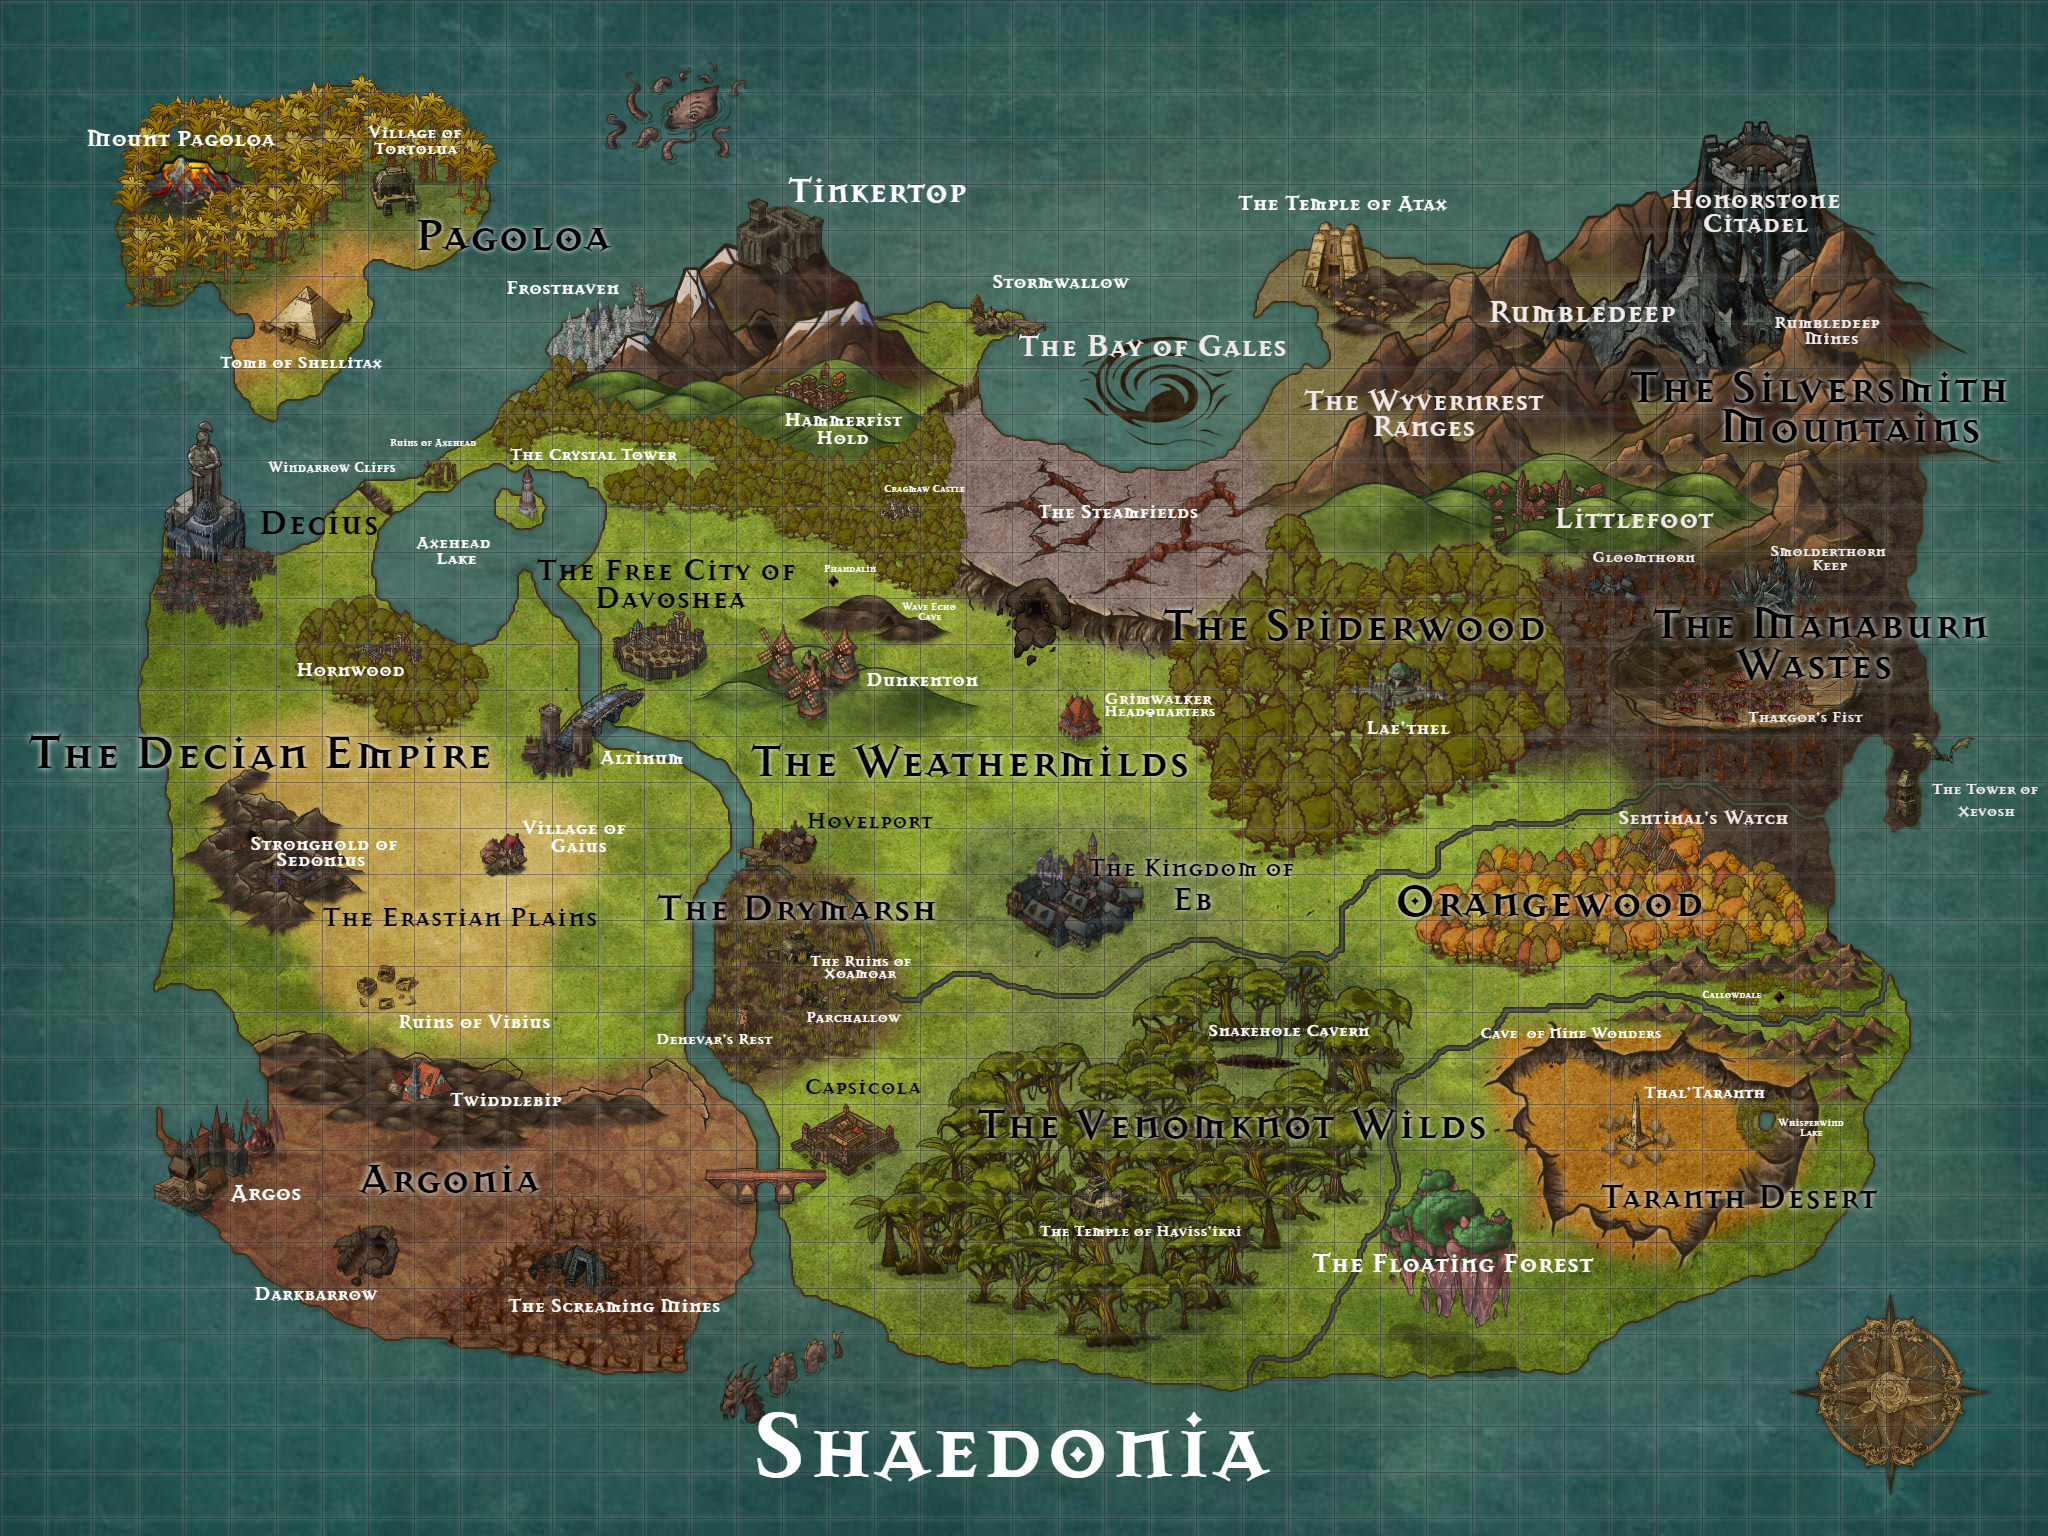 Mount Pagoloa
Village of
Tortolua
Pagoloa
Tomb of Shellitax
Tinkertop
Frosthaven
Stormwallow
The Temple of Atax
Honorstone
Citadel
Rumbledeep
Rumbledeep
Mines
The Bay of Gales
The Silversmith
Mountains
The Wyvernrest
Ranges
Hammerfist
Hold
Ruins of Axehead
The Crystal Tower
Windarrow Cliffs
Cragmaw Castle
The Steamfields
Littlefoot
Decius
Axehead
Lake
Gloomthorn
Smolderthorn
Keep
The Free City of
Davoshea
Phandalin
Wave Echo
Cave
The Spiderwood
The Manaburn
Wastes
Hornwood
Dunkenton
Grimwalker
Headquarters
Lae'thel
Thakgor's Fist
The Decian Empire
Altinum
The Weathermilds
The Tower of
Xevosh
Sentinal's Watch
Hovelport
Village of
Gaius
Stronghold of
Sedonius
The Kingdom of
Eb
Orangewood
The Erastian Plains
The Drymarsh
The Ruins of
Xoamoar
Callowdale
Parchallow
Ruins of Vibius
Denevar's Rest
Snakehole Cavern
Cave of Nine Wonders
Twiddlebip
Capsicola
Thal'Taranth
Whisperwind
Lake
The Venomknot Wilds
Argos
Argonia
Taranth Desert
The Temple of Haviss'ikri
The Floating Forest
Darkbarrow
The Screaming Mines
Shaedonia